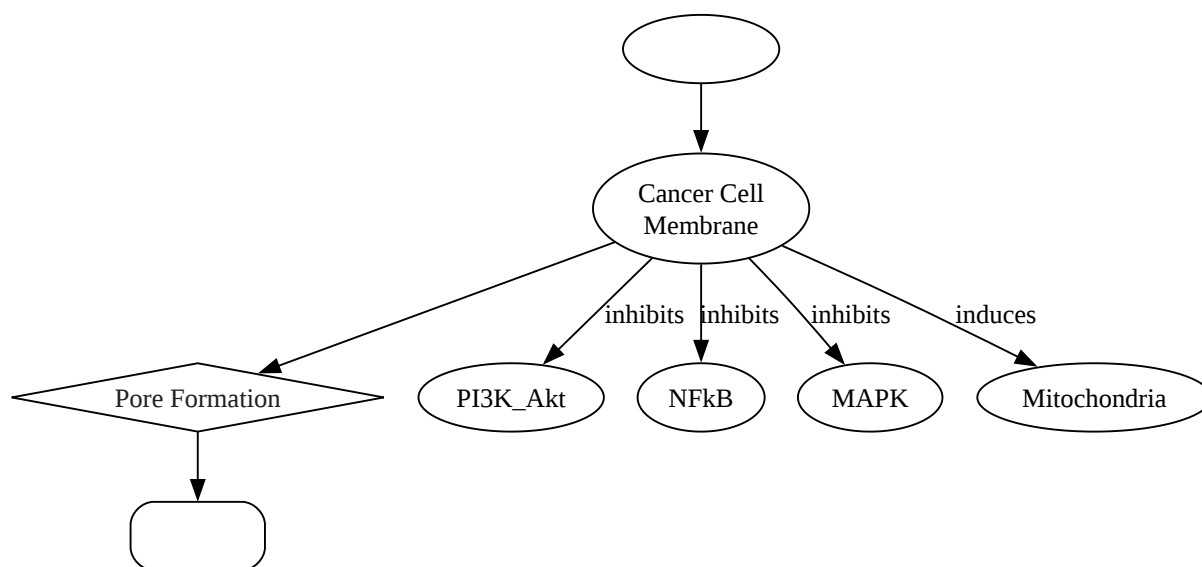 Cancer Cell
Membrane
inhibits
inhibits
inhibits
induces
Pore Formation
PI3K_Akt
NFkB
MAPK
Mitochondria